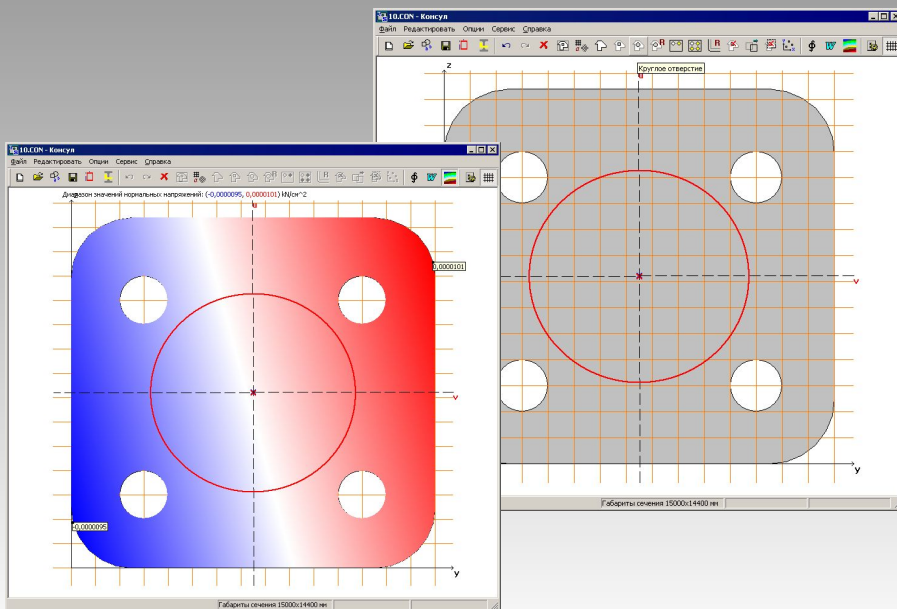 10.CON - Консул
Файл Редактировать Опции Сервис Справка
Круглое отверстие
z
u
v
y
Габариты сечения 15000x14400 мм
10.CON - Консул
Файл Редактировать Опции Сервис Справка
Диапазон значений нормальных напряжений: (-0,0000095, 0,0000101) kN/см^2
z
u
0,0000101
v
-0,0000095
y
Габариты сечения 15000x14400 мм